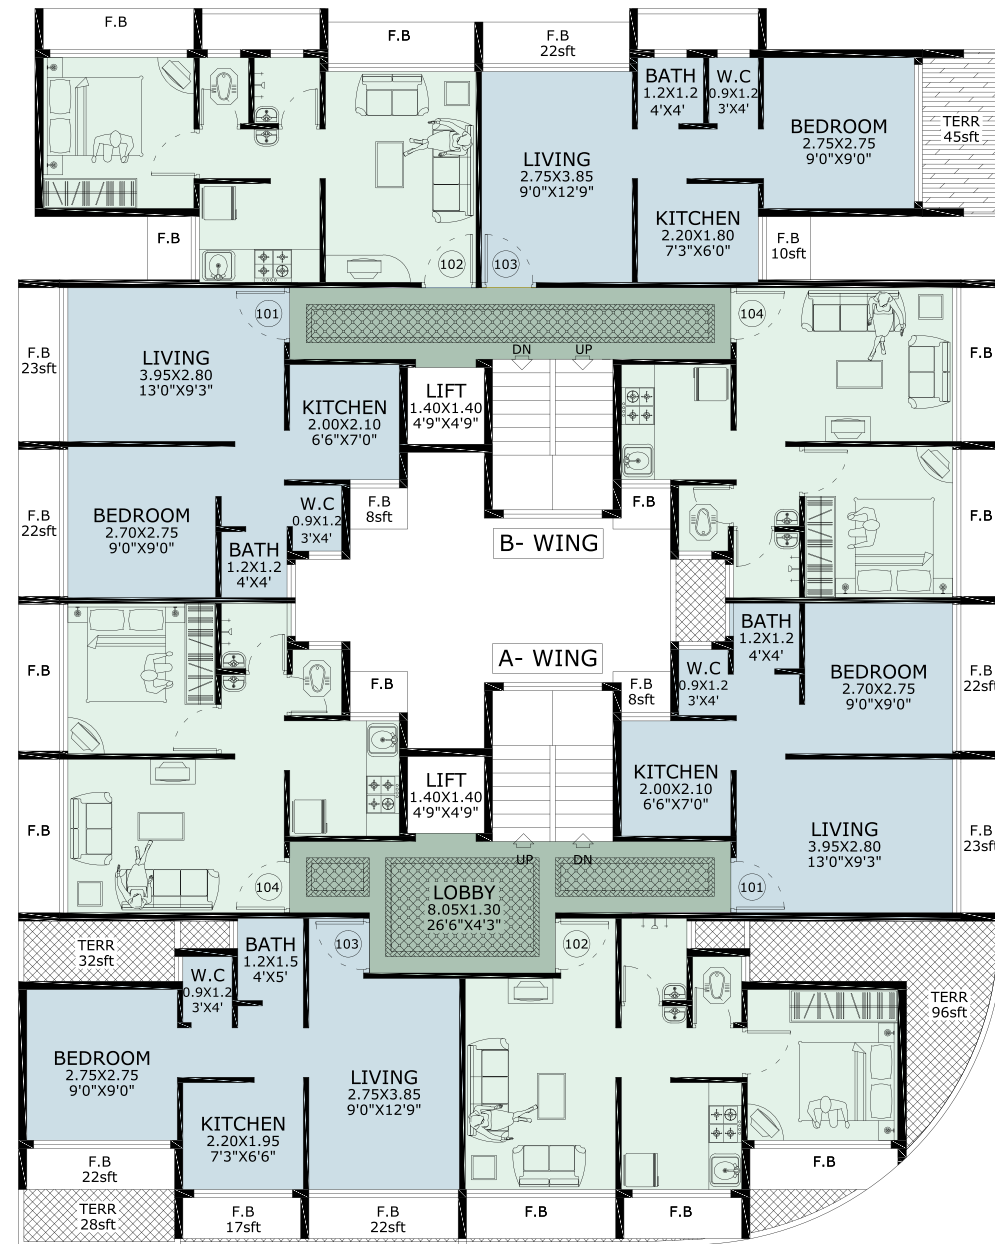 F.B
F.B
F.B
22sft
BATH
1.2X1.2
4'X4'
W.C
0.9X1.2
3'X4'
BEDROOM
2.75X2.75
9'0"X9'0"
TERR
45sft
LIVING
2.75X3.85
9'0"X12'9"
KITCHEN
2.20X1.80
7'3"X6'0"
F.B
F.B
10sft
102
103
101
104
F.B
23sft
LIVING
3.95X2.80
13'0"X9'3"
DN
UP
F.B
KITCHEN
2.00X2.10
6'6"X7'0"
LIFT
1.40X1.40
4'9"X4'9"
F.B
22sft
BEDROOM
2.70X2.75
9'0"X9'0"
W.C
0.9X1.2
3'X4'
F.B
8sft
F.B
F.B
BATH
1.2X1.2
4'X4'
B- WING
A- WING
BATH
1.2X1.2
4'X4'
F.B
F.B
F.B
8sft
W.C
0.9X1.2
3'X4'
BEDROOM
2.70X2.75
9'0"X9'0"
F.B
22sft
LIFT
1.40X1.40
4'9"X4'9"
KITCHEN
2.00X2.10
6'6"X7'0"
F.B
LIVING
3.95X2.80
13'0"X9'3"
F.B
23sft
UP
DN
104
LOBBY
8.05X1.30
26'6"X4'3"
101
TERR
32sft
BATH
1.2X1.5
4'X5'
103
102
W.C
0.9X1.2
3'X4'
TERR
96sft
BEDROOM
2.75X2.75
9'0"X9'0"
LIVING
2.75X3.85
9'0"X12'9"
KITCHEN
2.20X1.95
7'3"X6'6"
F.B
22sft
F.B
TERR
28sft
F.B
17sft
F.B
22sft
F.B
F.B